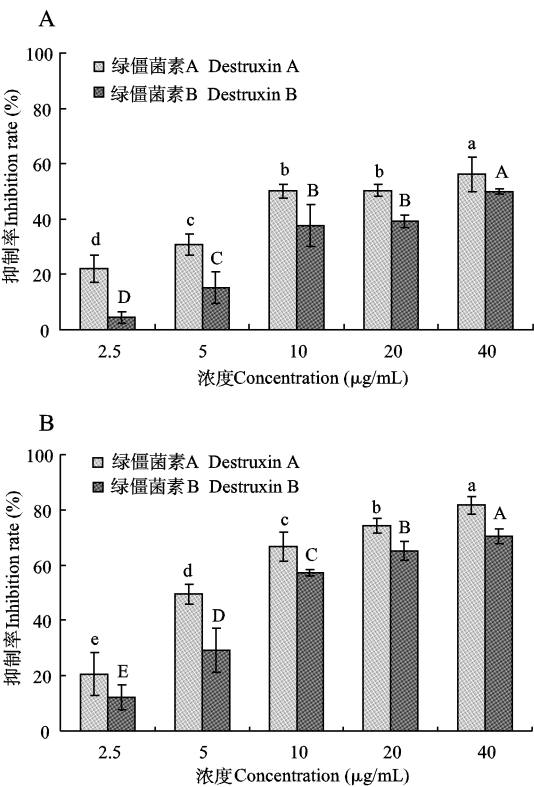 A
100
80
60
40
20
0
抑制率Inhibition rate (%)
绿僵菌素A Destruxin A
绿僵菌素B Destruxin B
d
D
c
C
b
B
b
B
a
A
2.5 5 10 20 40
浓度Concentration (μg/mL)
B
100
80
60
40
20
0
抑制率Inhibition rate (%)
绿僵菌素A Destruxin A
绿僵菌素B Destruxin B
e
E
d
D
c
C
b
B
a
A
2.5 5 10 20 40
浓度Concentration (μg/mL)